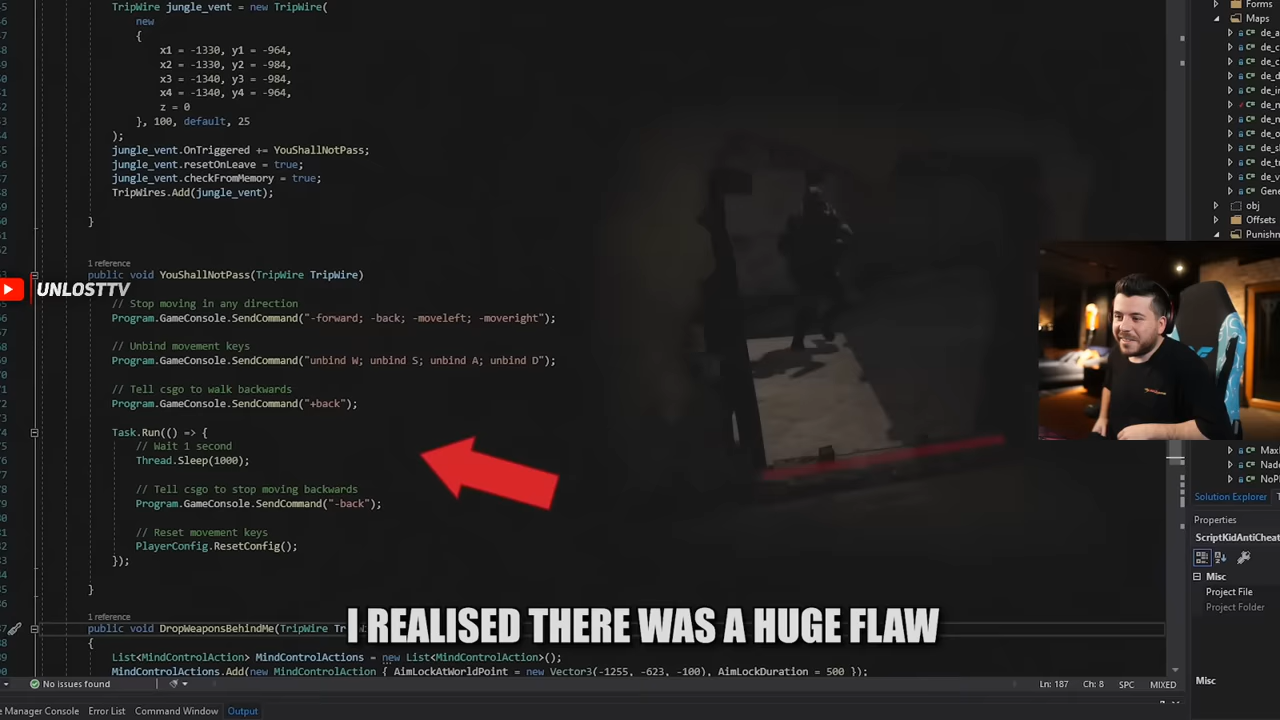 TripWire jungle_vent = new TripWire(
new
{
x1 = -1330, y1 = -964,
x2 = -1330, y2 = -984,
x3 = -1340, y3 = -984,
x4 = -1340, y4 = -964,
z = 0
}, 100, default, 25
);
jungle_vent.OnTriggered += YouShallNotPass;
jungle_vent.resetOnLeave = true;
jungle_vent.checkFromMemory = true;
TripWires.Add(jungle_vent);
}
1 reference
public void YouShallNotPass(TripWire TripWire)
UNLOSTTV
// Stop moving in any direction
Program.GameConsole.SendCommand("-forward; -back; -moveleft; -moveright");
// Unbind movement keys
Program.GameConsole.SendCommand("unbind W; unbind S; unbind A; unbind D");
// Tell csgo to walk backwards
Program.GameConsole.SendCommand("+back");
Task.Run(() => {
// Wait 1 second
Thread.Sleep(1000);
// Tell csgo to stop moving backwards
Program.GameConsole.SendCommand("-back");
// Reset movement keys
PlayerConfig.ResetConfig();
});
}
1 reference
public void DropWeaponsBehindMe(TripWire
I REALISED THERE WAS A HUGE FLAW
{
List<MindControlAction> MindControlActions = new List<MindControlAction>();
MindControlActions.Add(new MindControlAction { AimLockAtWorldPoint = new Vector3(-1255, -623, -100), AimLockDuration = 500 });
No issues found
Ln: 187
Ch: 8
SPC
MIXED
Manager Console
Error List
Command Window
Output
Forms
Maps
obj
Offsets
Solution Explorer
Properties
Misc
Project File
Project Folder
Misc